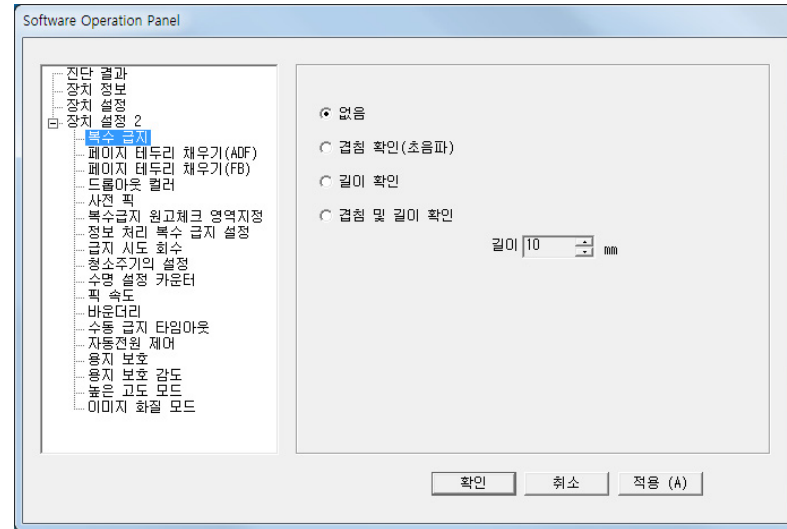 Software Operation Panel
진단 결과
장치 정보
장치 설정
장치 설정 2
복수 급지
페이지 테두리 채우기(ADF)
페이지 테두리 채우기(FB)
드롭아웃 컬러
사전 픽
복수급지 원고체크 영역지정
정보 처리 복수 급지 설정
급지 시도 회수
청소주기의 설정
수명 설정 카운터
픽 속도
바운더리
수동 급지 타임아웃
자동전원 제어
용지 보호
용지 보호 감도
높은 고도 모드
이미지 화질 모드
없음
겹침 확인(초음파)
길이 확인
겹침 및 길이 확인
길이 10 mm
확인 취소 적용 (A)